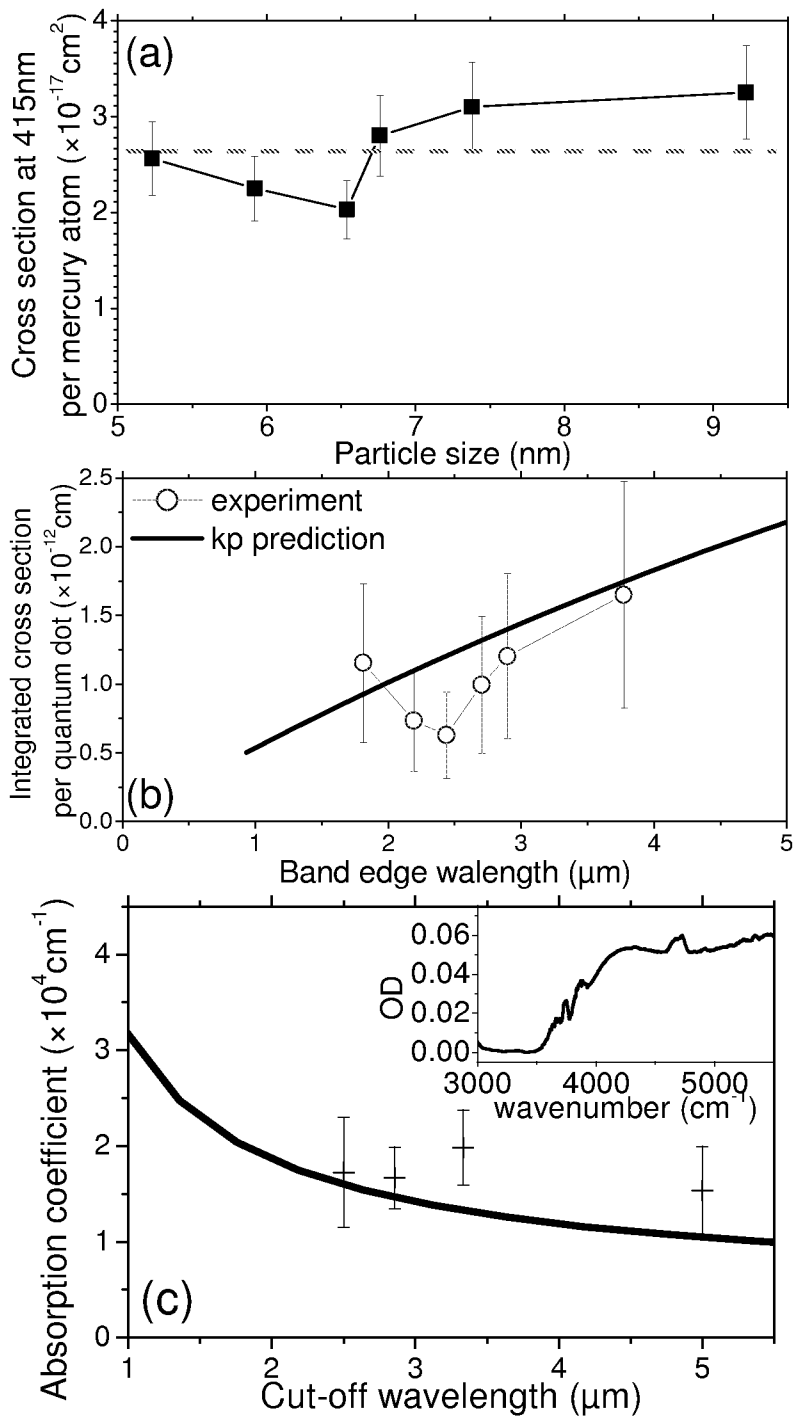 (a)
Cross section at 415nm
per mercury atom (×10⁻¹⁷cm²)
4
3
2
1
0
5 6 7 8 9
Particle size (nm)
(b)
Integrated cross section
per quantum dot (×10⁻¹²cm)
experiment
kp prediction
2.5
2.0
1.5
1.0
0.5
0.0
0 1 2 3 4 5
Band edge walength (µm)
(c)
Absorption coefficient (×10⁴cm⁻¹)
4
3
2
1
0
1 2 3 4 5
Cut-off wavelength (µm)
OD
0.06
0.04
0.02
0.00
3000 4000 5000
wavenumber (cm⁻¹)